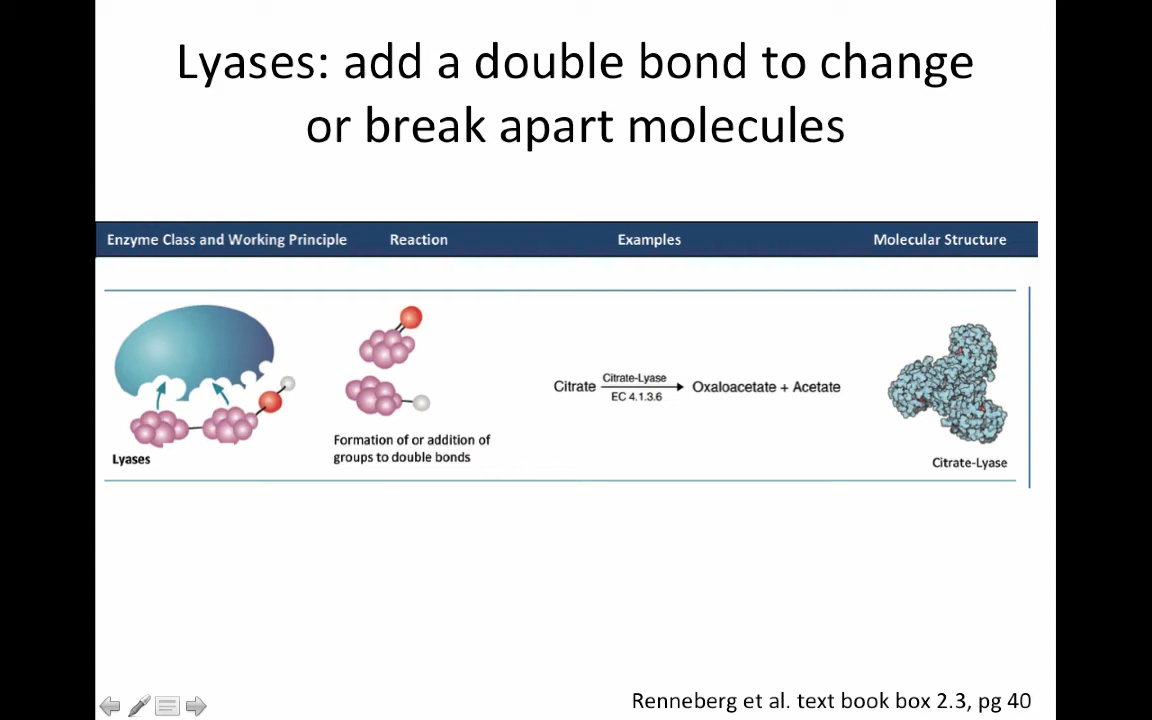 Lyases: add a double bond to change
or break apart molecules
Enzyme Class and Working Principle Reaction Examples Molecular Structure
Lyases
Formation of or addition of
groups to double bonds
Citrate Citrate-Lyase Oxaloacetate + Acetate
EC 4.1.3.6
Citrate-Lyase
Renneberg et al. text book box 2.3, pg 40